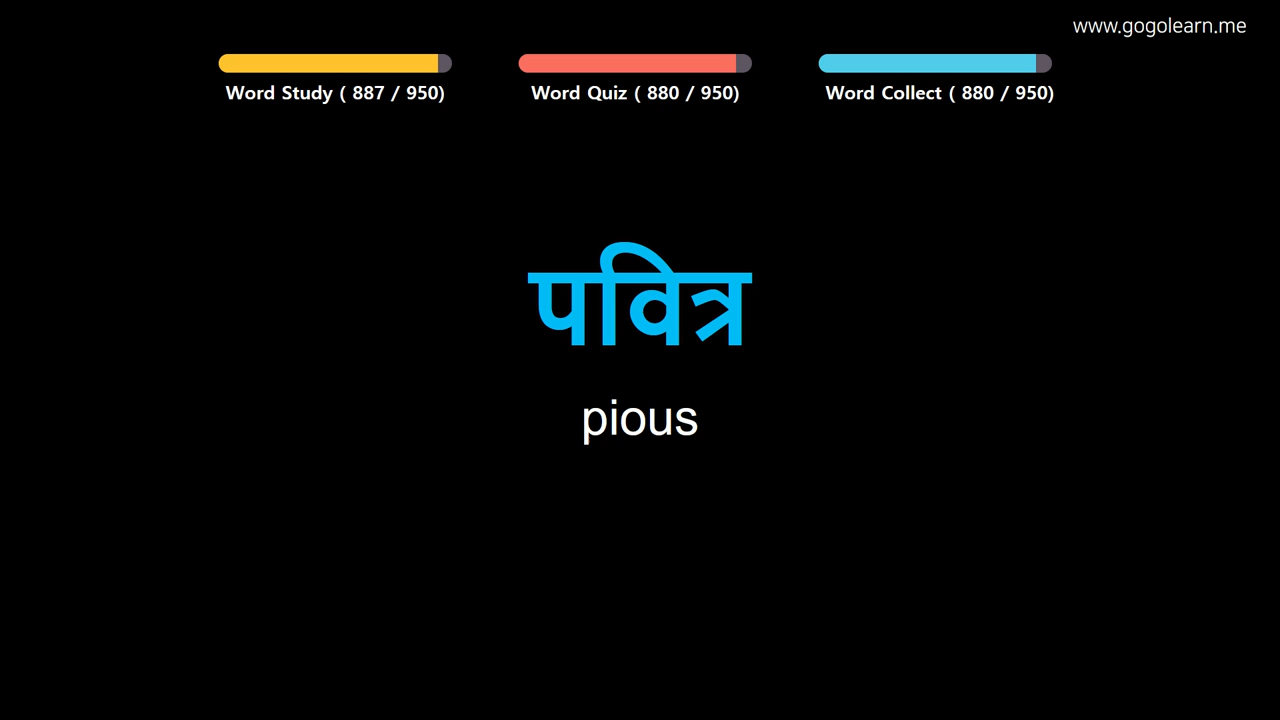 www.gogolearn.me
Word Study ( 887 / 950)
Word Quiz ( 880 / 950)
Word Collect ( 880 / 950)
पवित्र
pious